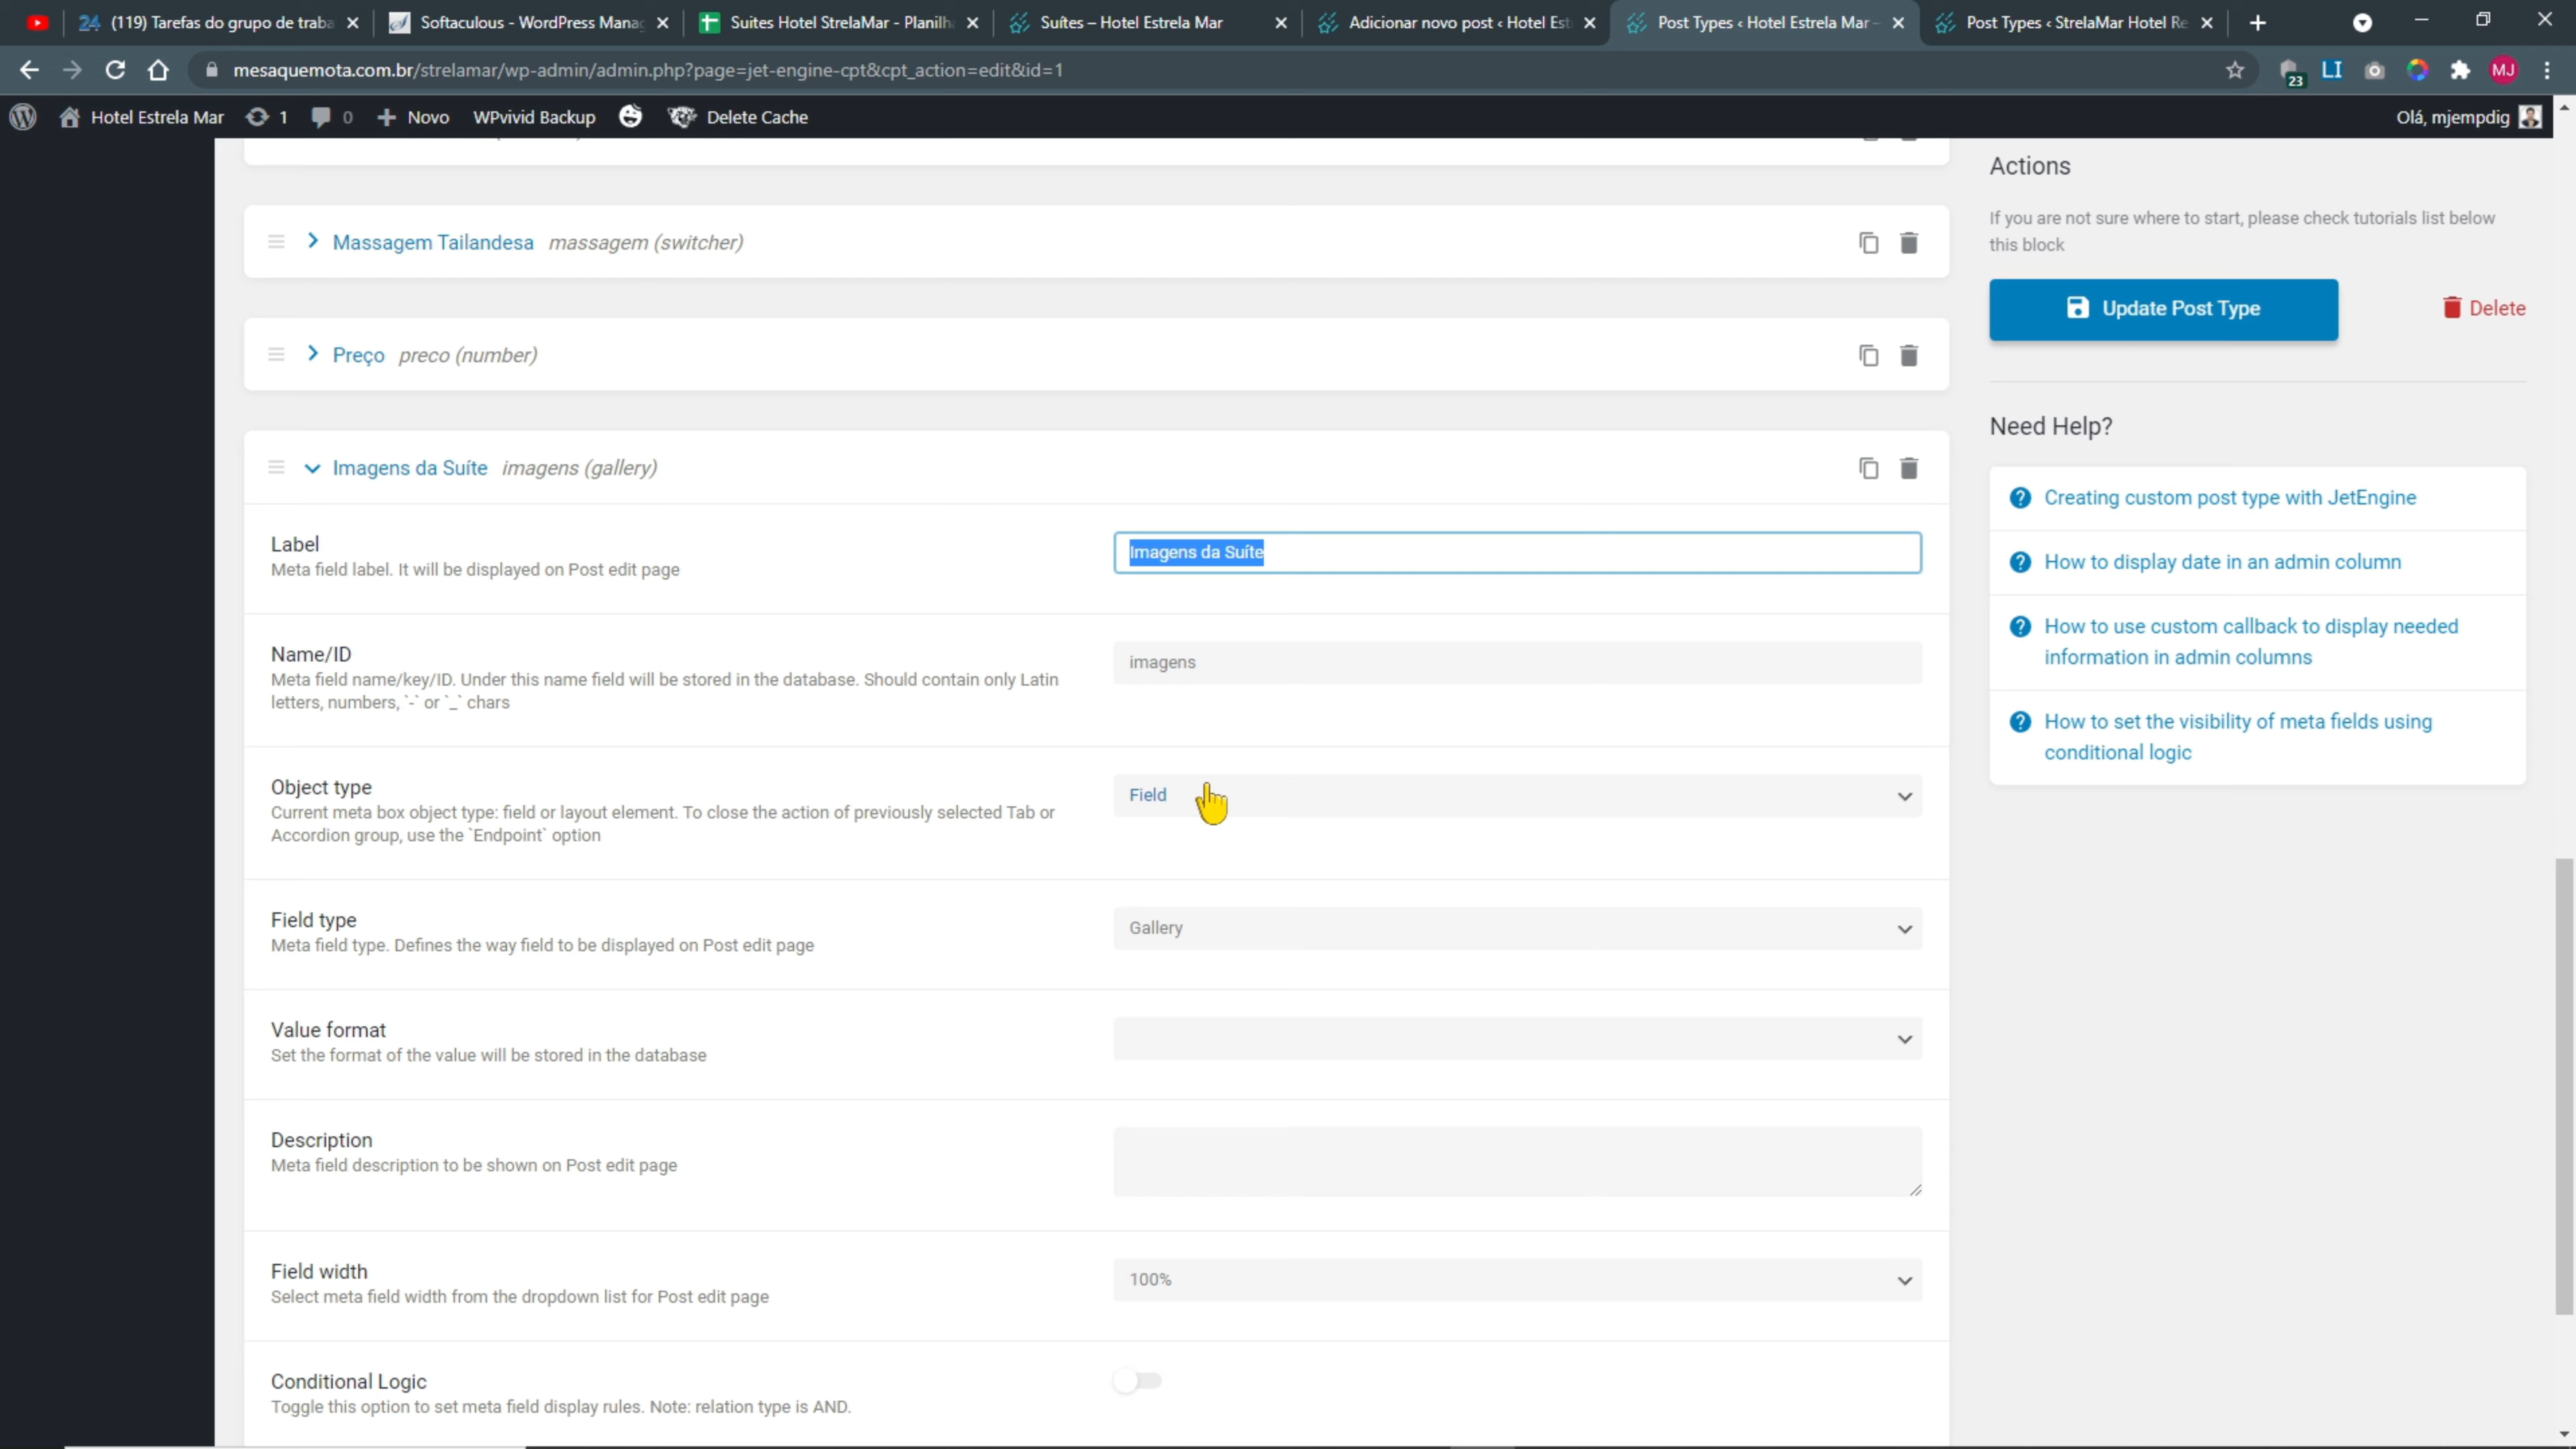 24 (119) Tarefas do grupo de traba
Softaculous - WordPress Manag
Suites Hotel StrelaMar - Planilh
Suítes – Hotel Estrela Mar
Adicionar novo post ‹ Hotel Est
Post Types ‹ Hotel Estrela Mar –
Post Types ‹ StrelaMar Hotel Re
mesaquemota.com.br/strelamar/wp-admin/admin.php?page=jet-engine-cpt&cpt_action=edit&id=1
23
LI
MJ
Hotel Estrela Mar
1
0
Novo
WPvivid Backup
Delete Cache
Olá, mjempdig
Massagem Tailandesa massagem (switcher)
Preço preco (number)
Imagens da Suíte imagens (gallery)
Label
Meta field label. It will be displayed on Post edit page
Imagens da Suíte
Name/ID
Meta field name/key/ID. Under this name field will be stored in the database. Should contain only Latin
letters, numbers, `-` or `_` chars
imagens
Object type
Current meta box object type: field or layout element. To close the action of previously selected Tab or
Accordion group, use the `Endpoint` option
Field
Field type
Meta field type. Defines the way field to be displayed on Post edit page
Gallery
Value format
Set the format of the value will be stored in the database
Description
Meta field description to be shown on Post edit page
Field width
Select meta field width from the dropdown list for Post edit page
100%
Conditional Logic
Toggle this option to set meta field display rules. Note: relation type is AND.
Actions
If you are not sure where to start, please check tutorials list below
this block
Update Post Type
Delete
Need Help?
Creating custom post type with JetEngine
How to display date in an admin column
How to use custom callback to display needed
information in admin columns
How to set the visibility of meta fields using
conditional logic